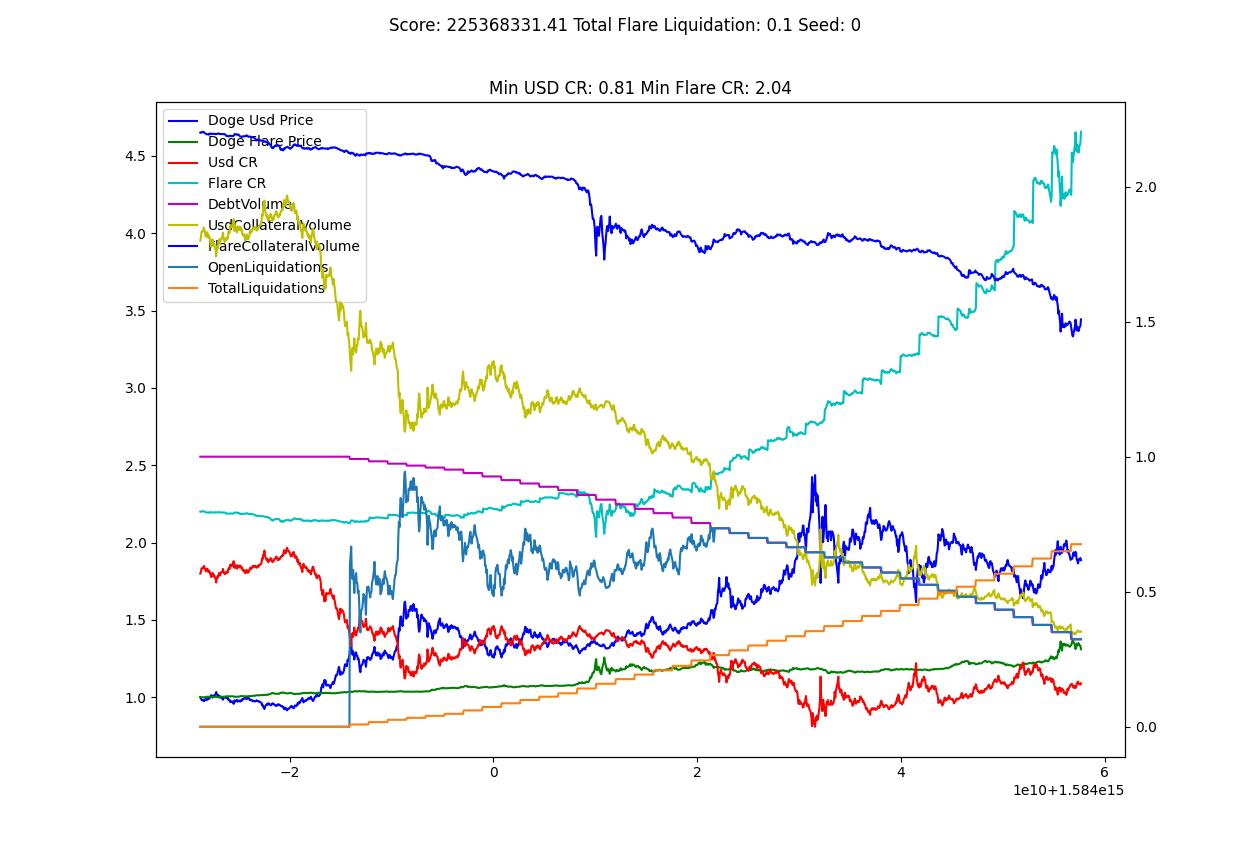 Score: 225368331.41 Total Flare Liquidation: 0.1 Seed: 0
Min USD CR: 0.81 Min Flare CR: 2.04
Doge Usd Price
Doge Flare Price
Usd CR
Flare CR
DebtVolume
UsdCollateralVolume
FlareCollateralVolume
OpenLiquidations
TotalLiquidations
4.5
4.0
3.5
3.0
2.5
2.0
1.5
1.0
2.0
1.5
1.0
0.5
0.0
−2
0
2
4
6
1e10+1.584e15